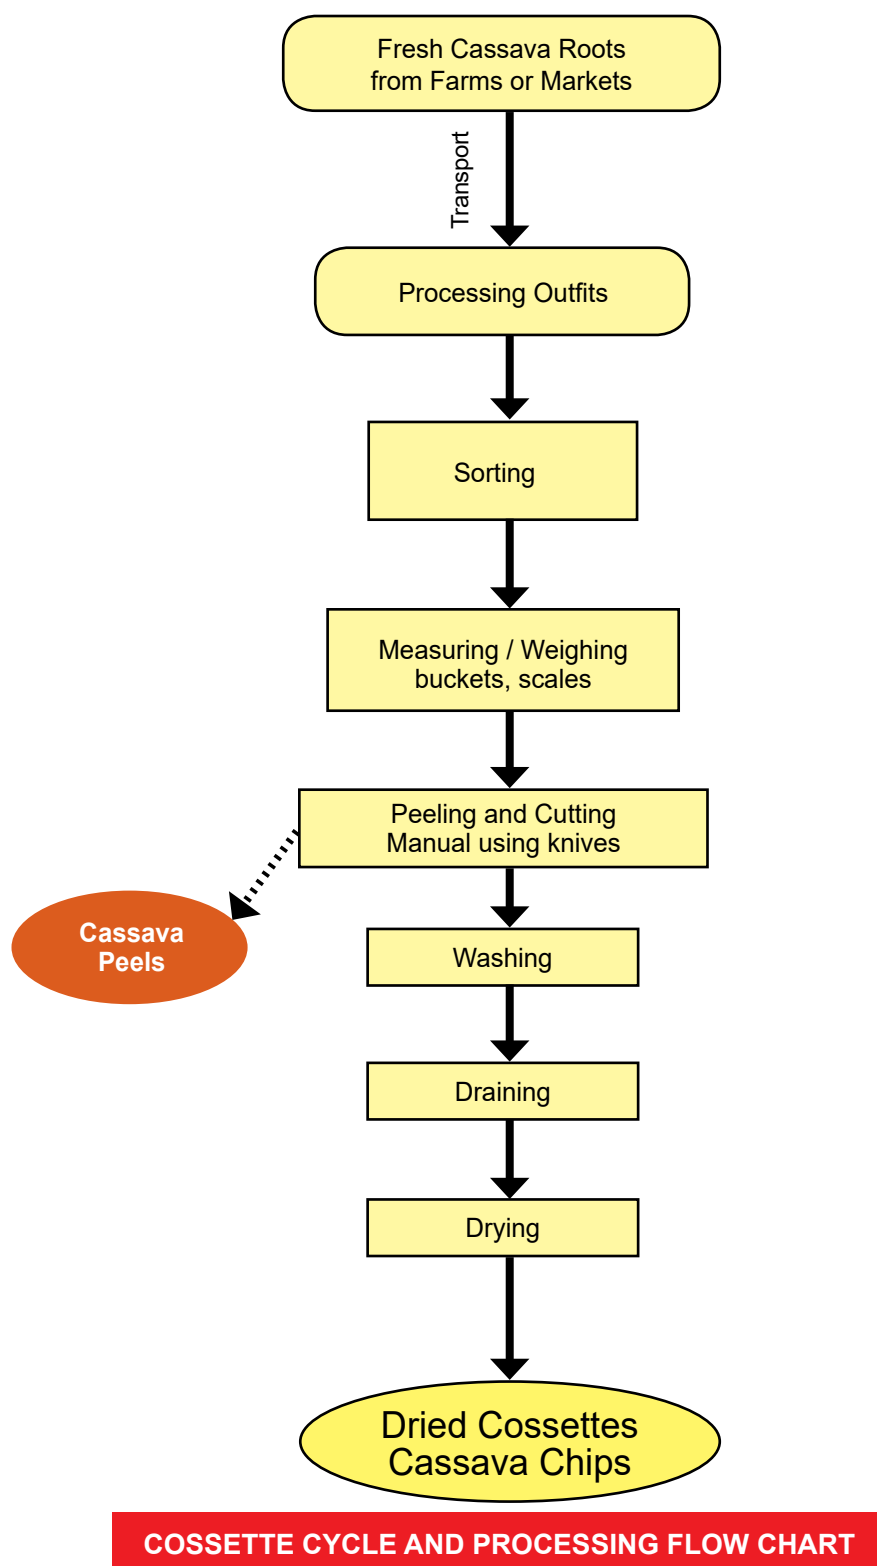 Fresh Cassava Roots
from Farms or Markets
Transport
Processing Outfits
Sorting
Measuring / Weighing
buckets, scales
Peeling and Cutting
Manual using knives
Cassava
Peels
Washing
Draining
Drying
Dried Cossettes
Cassava Chips
COSSETTE CYCLE AND PROCESSING FLOW CHART